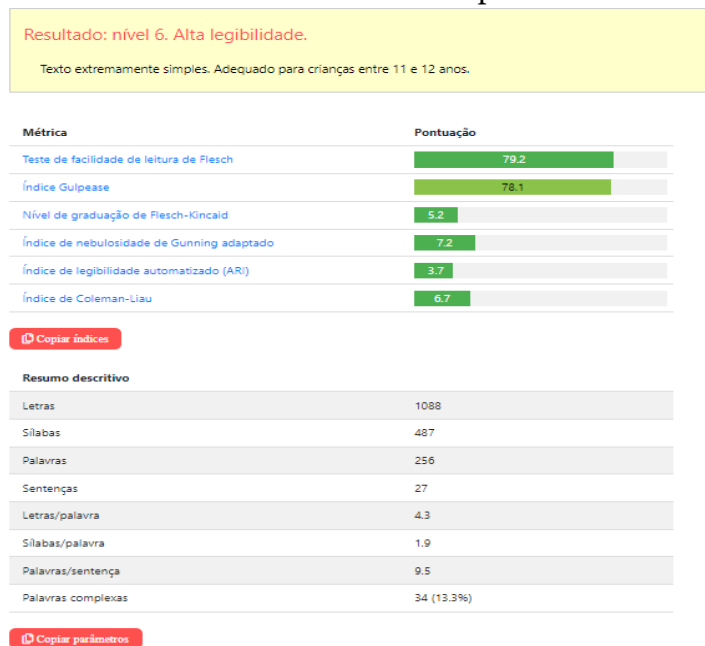 Resultado: nível 6. Alta legibilidade.
Texto extremamente simples. Adequado para crianças entre 11 e 12 anos.
Métrica Pontuação
Teste de facilidade de leitura de Flesch 79.2
Índice Gulpease 78.1
Nível de graduação de Flesch-Kincaid 5.2
Índice de nebulosidade de Gunning adaptado 7.2
Índice de legibilidade automatizado (ARI) 3.7
Índice de Coleman-Liau 6.7
Copiar índices
Resumo descritivo
Letras 1088
Sílabas 487
Palavras 256
Sentenças 27
Letras/palavra 4.3
Sílabas/palavra 1.9
Palavras/sentença 9.5
Palavras complexas 34 (13.3%)
Copiar parâmetros